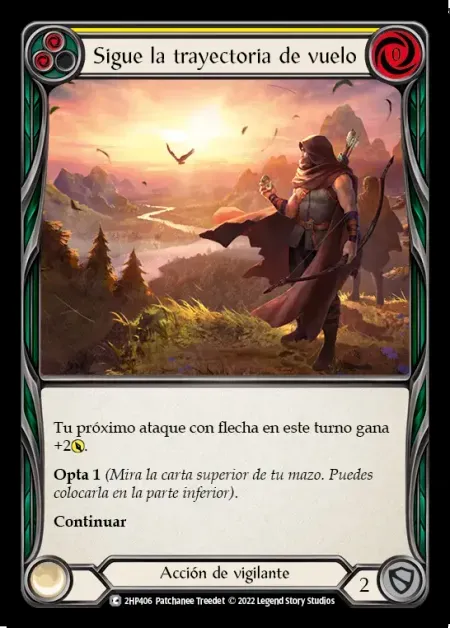 Sigue la trayectoria de vuelo
0
Tu próximo ataque con flecha en este turno gana
+2.
Opta 1 (Mira la carta superior de tu mazo. Puedes
colocarla en la parte inferior).
Continuar
Acción de vigilante
2
C 2HP406 Patchanee Treedet © 2022 Legend Story Studios